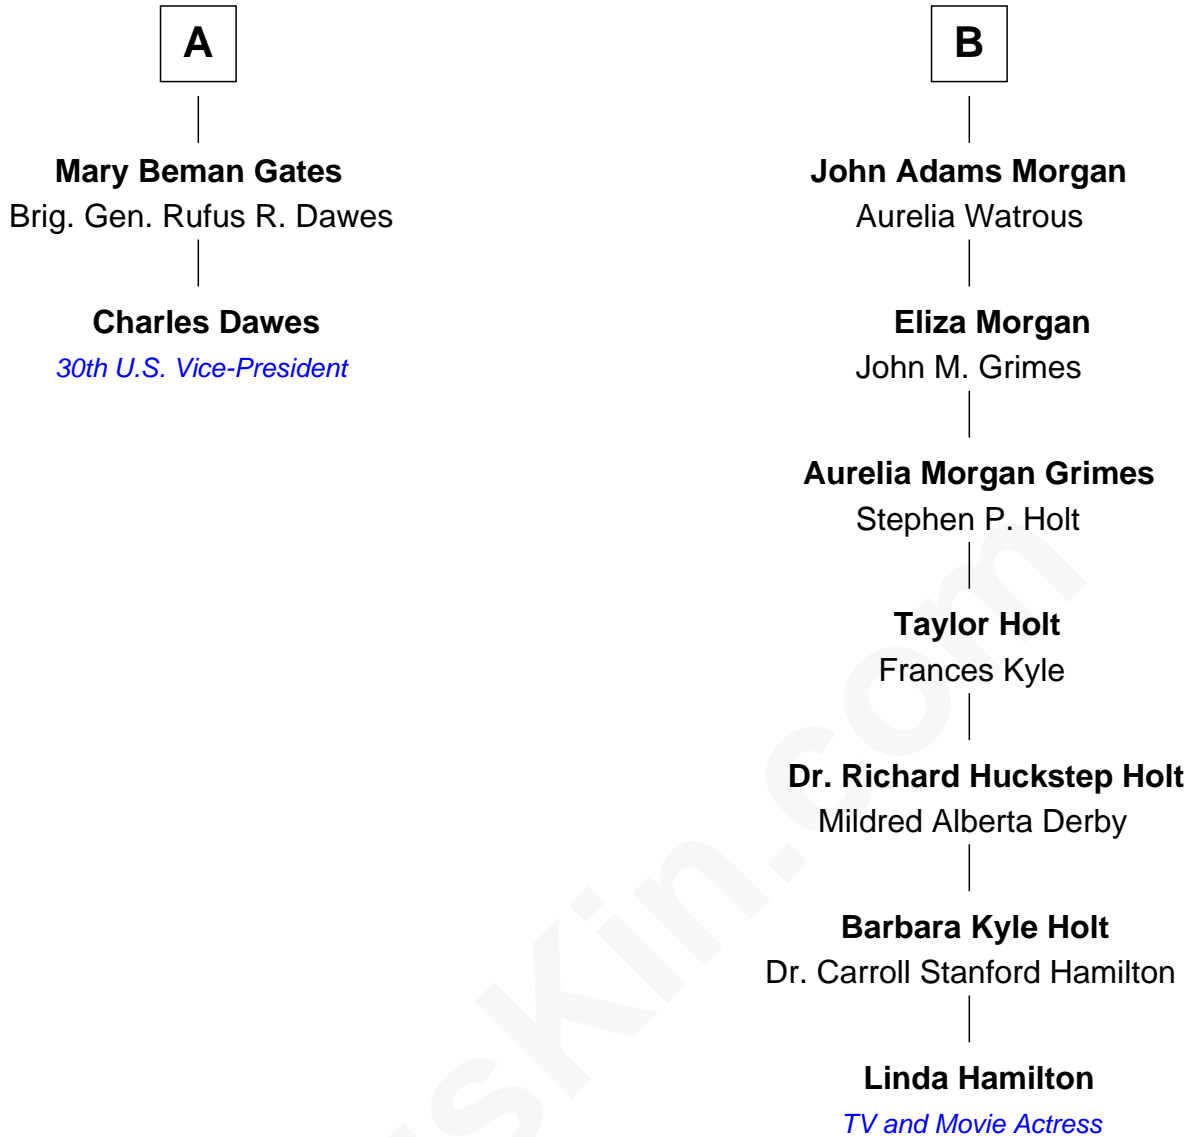 A
Mary Beman Gates
Brig. Gen. Rufus R. Dawes
Charles Dawes
30th U.S. Vice-President
B
John Adams Morgan
Aurelia Watrous
Eliza Morgan
John M. Grimes
Aurelia Morgan Grimes
Stephen P. Holt
Taylor Holt
Frances Kyle
Dr. Richard Huckstep Holt
Mildred Alberta Derby
Barbara Kyle Holt
Dr. Carroll Stanford Hamilton
Linda Hamilton
TV and Movie Actress
sKin.com